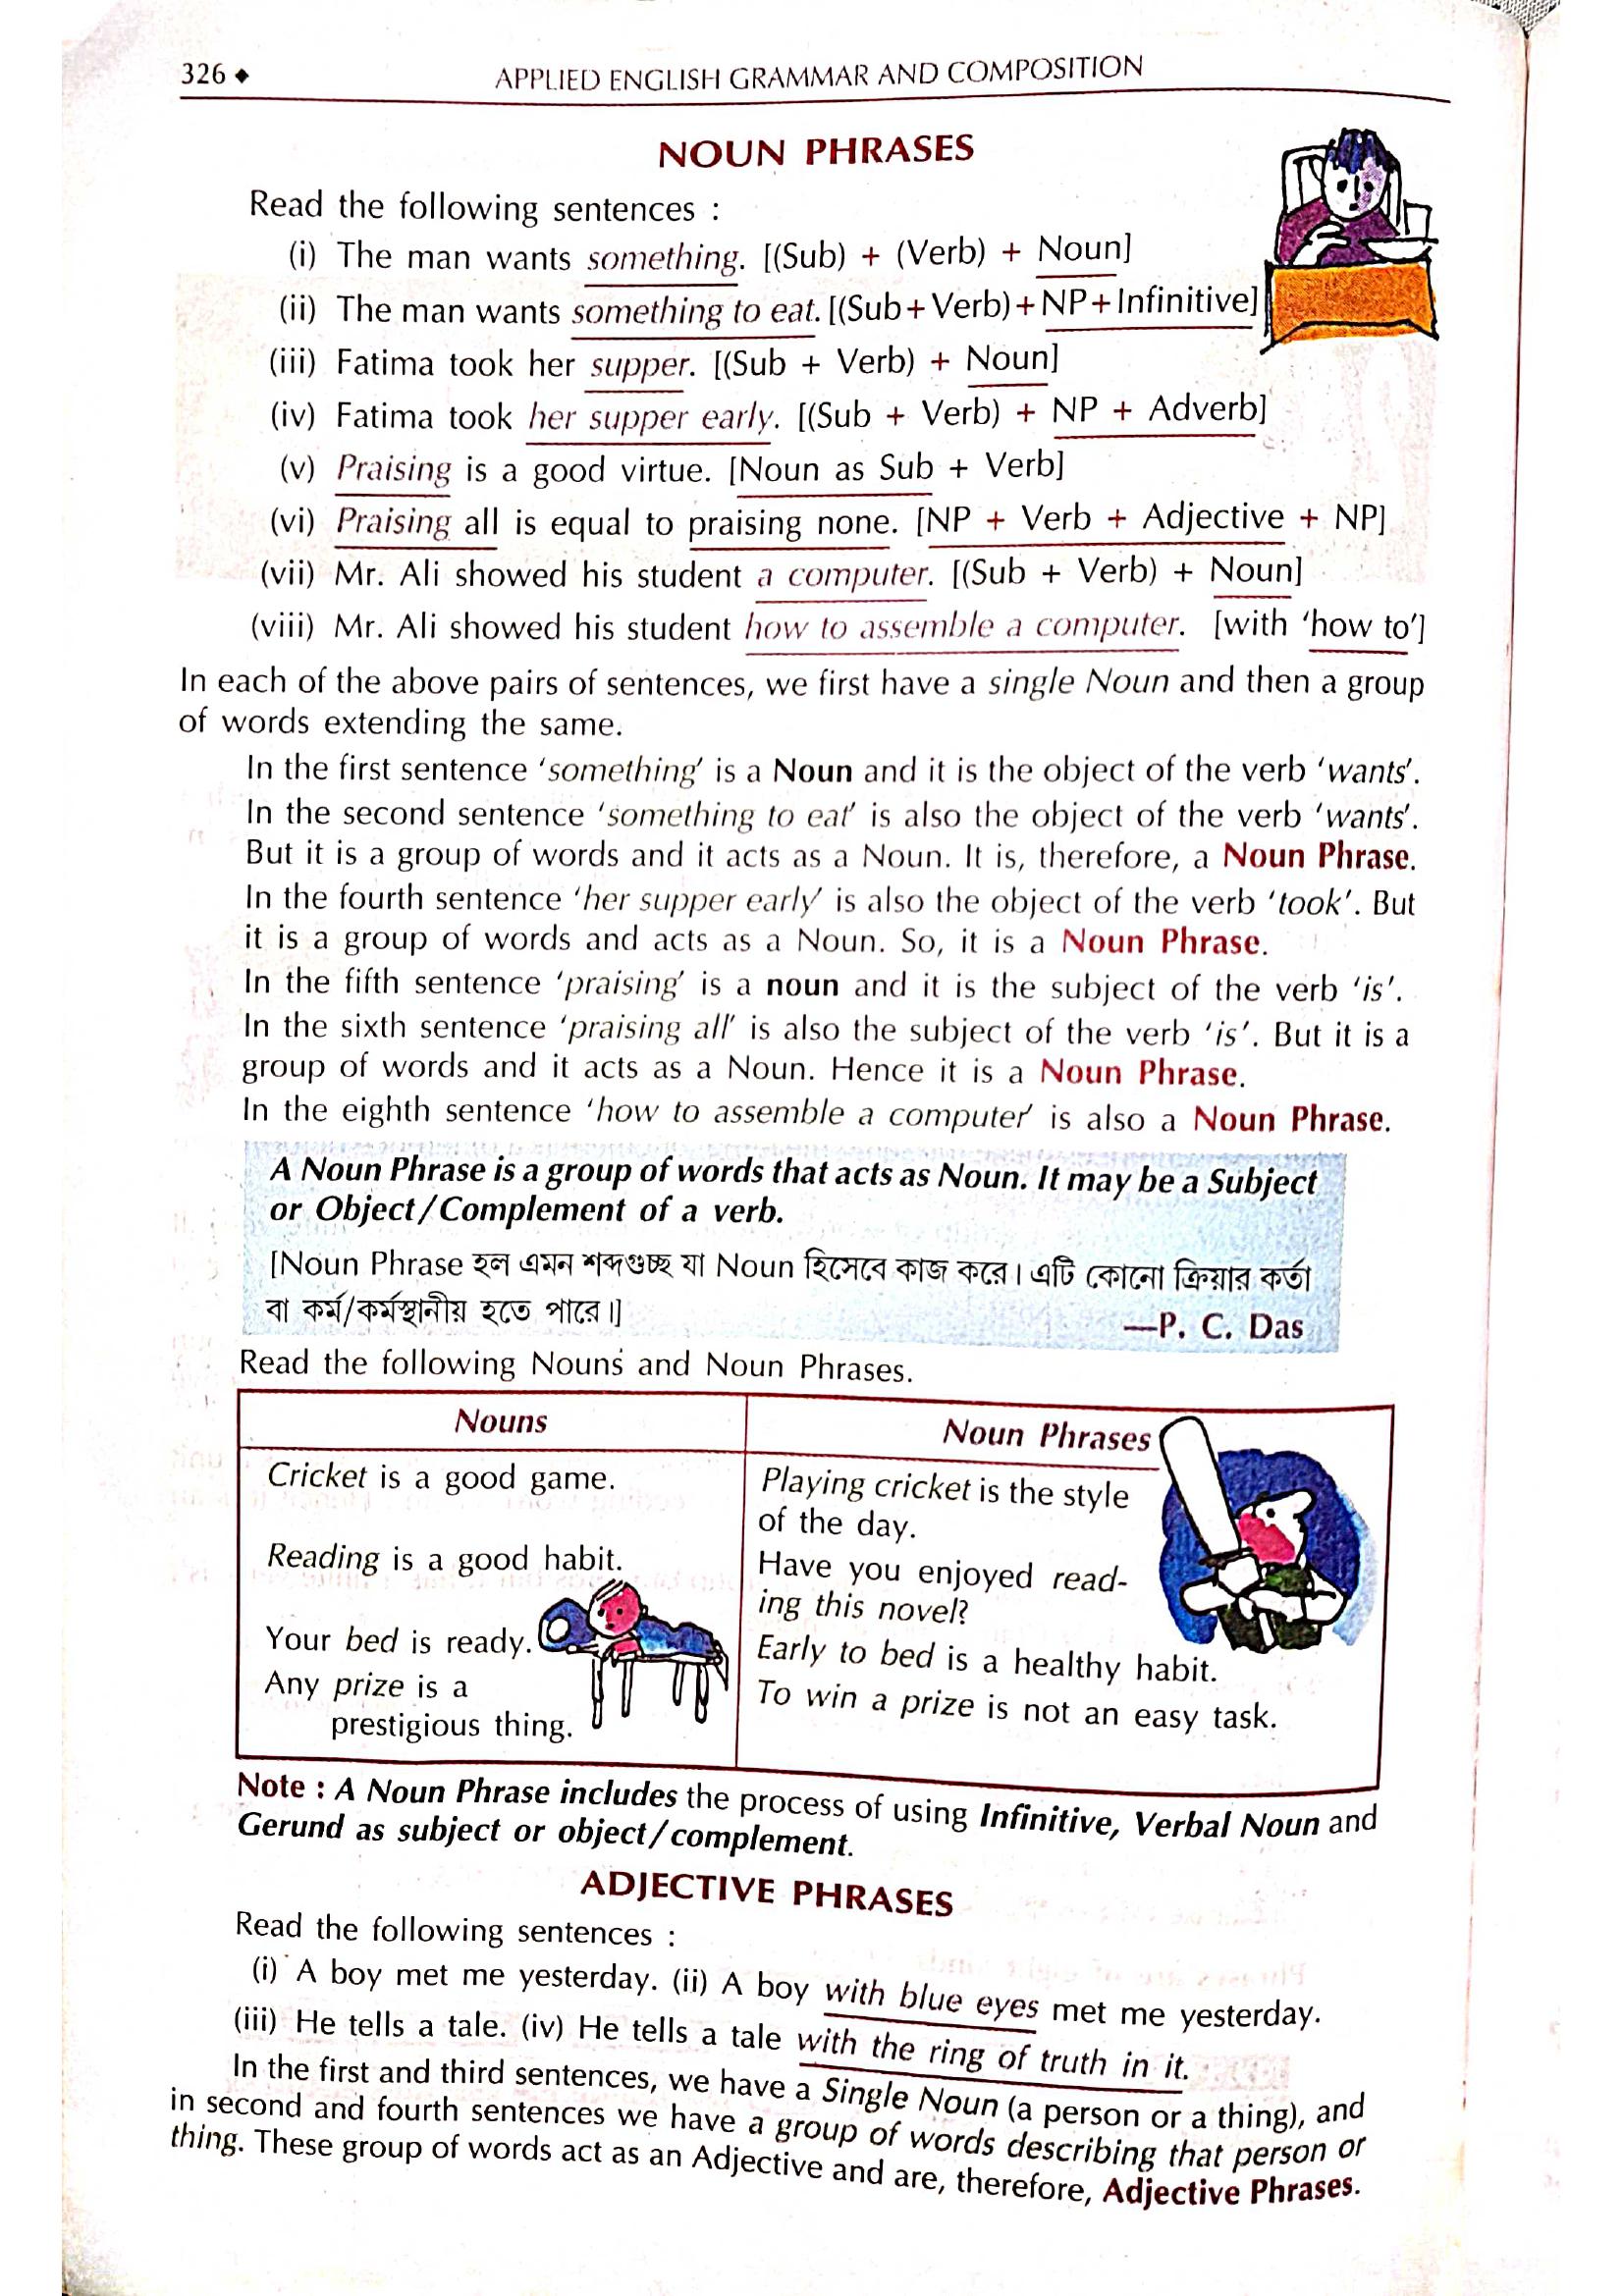 326 ◆ APPLIED ENGLISH GRAMMAR AND COMPOSITION
NOUN PHRASES
Read the following sentences :
(i) The man wants something. [(Sub) + (Verb) + Noun]
(ii) The man wants something to eat. [(Sub+Verb)+NP+Infinitive]
(iii) Fatima took her supper. [(Sub + Verb) + Noun]
(iv) Fatima took her supper early. [(Sub + Verb) + NP + Adverb]
(v) Praising is a good virtue. [Noun as Sub + Verb]
(vi) Praising all is equal to praising none. [NP + Verb + Adjective + NP]
(vii) Mr. Ali showed his student a computer. [(Sub + Verb) + Noun]
(viii) Mr. Ali showed his student how to assemble a computer. [with ‘how to’]
In each of the above pairs of sentences, we first have a single Noun and then a group
of words extending the same.
In the first sentence ‘something’ is a Noun and it is the object of the verb ‘wants’.
In the second sentence ‘something to eat’ is also the object of the verb ‘wants’.
But it is a group of words and it acts as a Noun. It is, therefore, a Noun Phrase.
In the fourth sentence ‘her supper early’ is also the object of the verb ‘took’. But
it is a group of words and acts as a Noun. So, it is a Noun Phrase.
In the fifth sentence ‘praising’ is a noun and it is the subject of the verb ‘is’.
In the sixth sentence ‘praising all’ is also the subject of the verb ‘is’. But it is a
group of words and it acts as a Noun. Hence it is a Noun Phrase.
In the eighth sentence ‘how to assemble a computer’ is also a Noun Phrase.
A Noun Phrase is a group of words that acts as Noun. It may be a Subject
or Object/Complement of a verb.
[Noun Phrase হল এমন শব্দগুচ্ছ যা Noun হিসেবে কাজ করে। এটি কোনো ক্রিয়ার কর্তা
বা কর্ম/কর্মস্থানীয় হতে পারে।]
—P. C. Das
Read the following Nouns and Noun Phrases.
Nouns
Cricket is a good game.
Reading is a good habit.
Your bed is ready.
Any prize is a
prestigious thing.
Noun Phrases
Playing cricket is the style
of the day.
Have you enjoyed read-
ing this novel?
Early to bed is a healthy habit.
To win a prize is not an easy task.
Note : A Noun Phrase includes the process of using Infinitive, Verbal Noun and
Gerund as subject or object/complement.
ADJECTIVE PHRASES
Read the following sentences :
(i) A boy met me yesterday. (ii) A boy with blue eyes met me yesterday.
(iii) He tells a tale. (iv) He tells a tale with the ring of truth in it.
In the first and third sentences, we have a Single Noun (a person or a thing), and
in second and fourth sentences we have a group of words describing that person or
thing. These group of words act as an Adjective and are, therefore, Adjective Phrases.